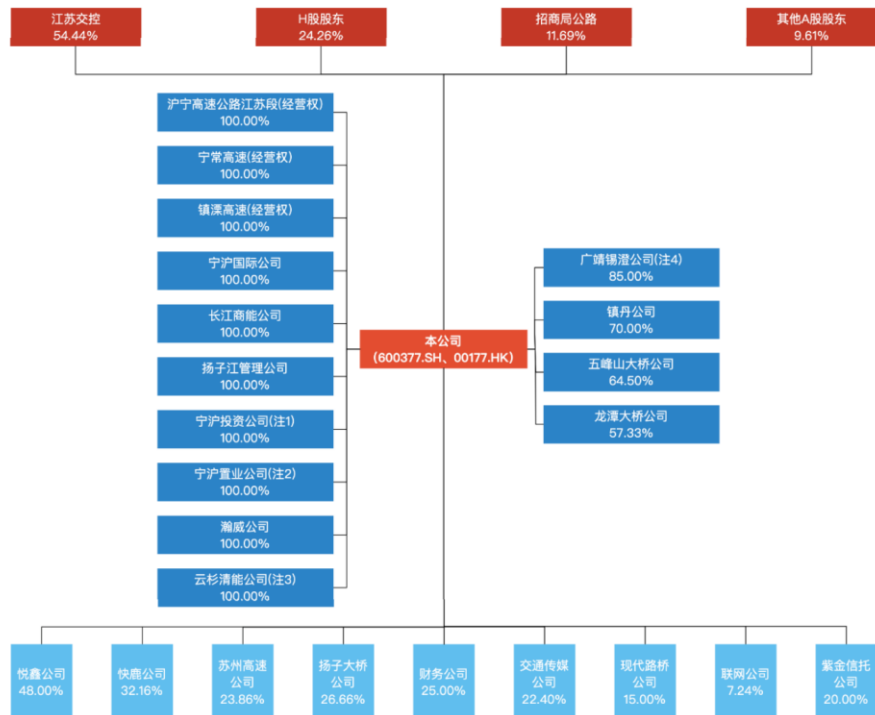 江苏交控
54.44%
H股股东
24.26%
招商局公路
11.69%
其他A股股东
9.61%
沪宁高速公路江苏段(经营权)
100.00%
宁常高速(经营权)
100.00%
镇溧高速(经营权)
100.00%
宁沪国际公司
100.00%
长江商能公司
100.00%
扬子江管理公司
100.00%
宁沪投资公司(注1)
100.00%
宁沪置业公司(注2)
100.00%
瀚威公司
100.00%
云杉清能公司(注3)
100.00%
本公司
（600377.SH、00177.HK）
广靖锡澄公司(注4)
85.00%
镇丹公司
70.00%
五峰山大桥公司
64.50%
龙潭大桥公司
57.33%
悦鑫公司
48.00%
快鹿公司
32.16%
苏州高速
公司
23.86%
扬子大桥
公司
26.66%
财务公司
25.00%
交通传媒
公司
22.40%
现代路桥
公司
15.00%
联网公司
7.24%
紫金信托
公司
20.00%